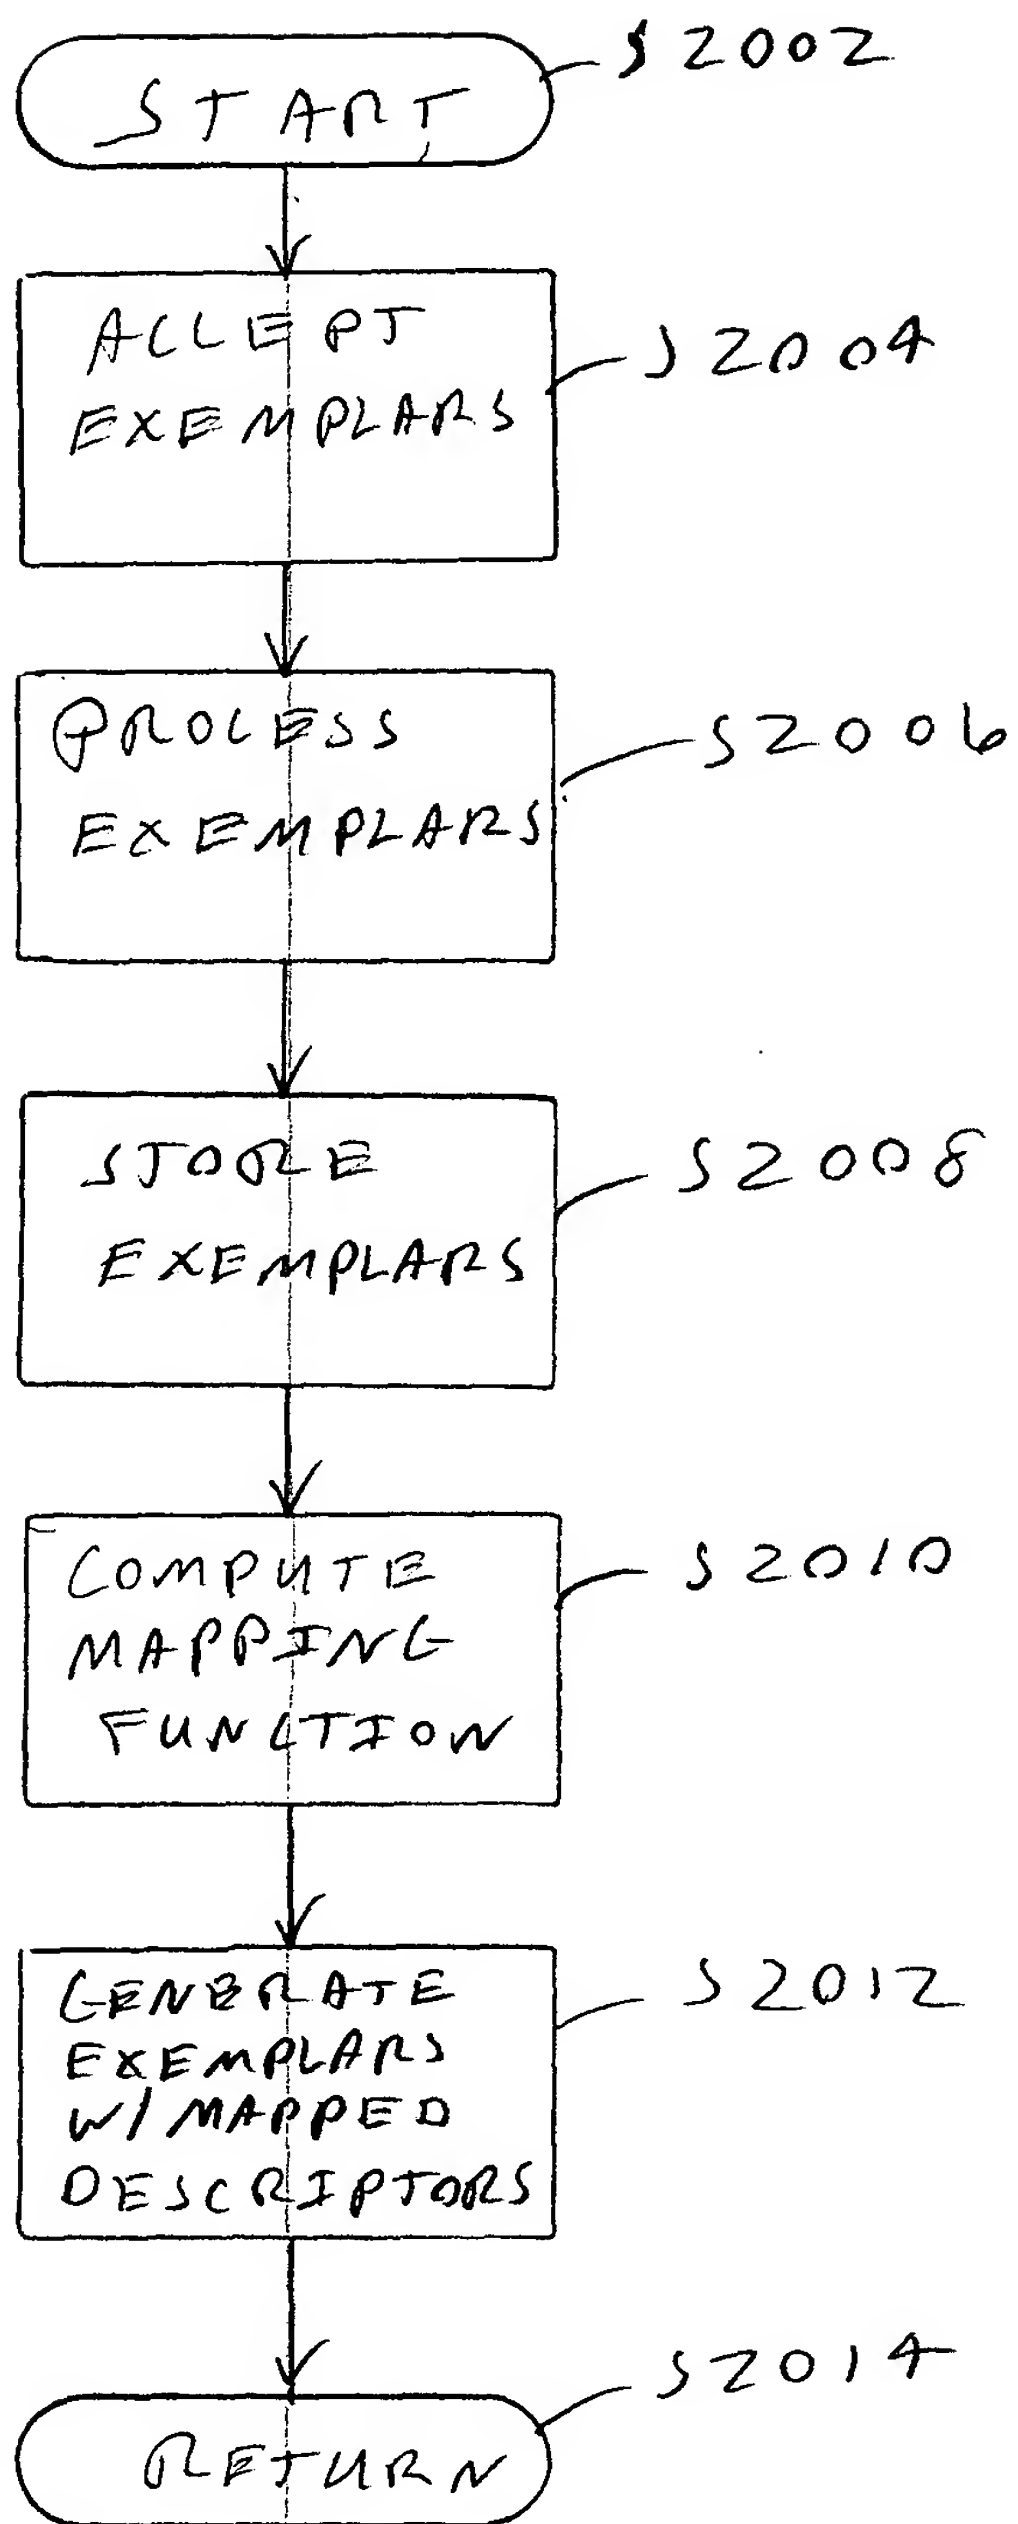 START
S2002
ACCEPT
EXEMPLARS
S2004
PROCESS
EXEMPLARS
S2006
STORE
EXEMPLARS
S2008
COMPUTE
MAPPING
FUNCTION
S2010
GENERATE
EXEMPLARS
W/MAPPED
DESCRIPTORS
S2012
RETURN
S2014